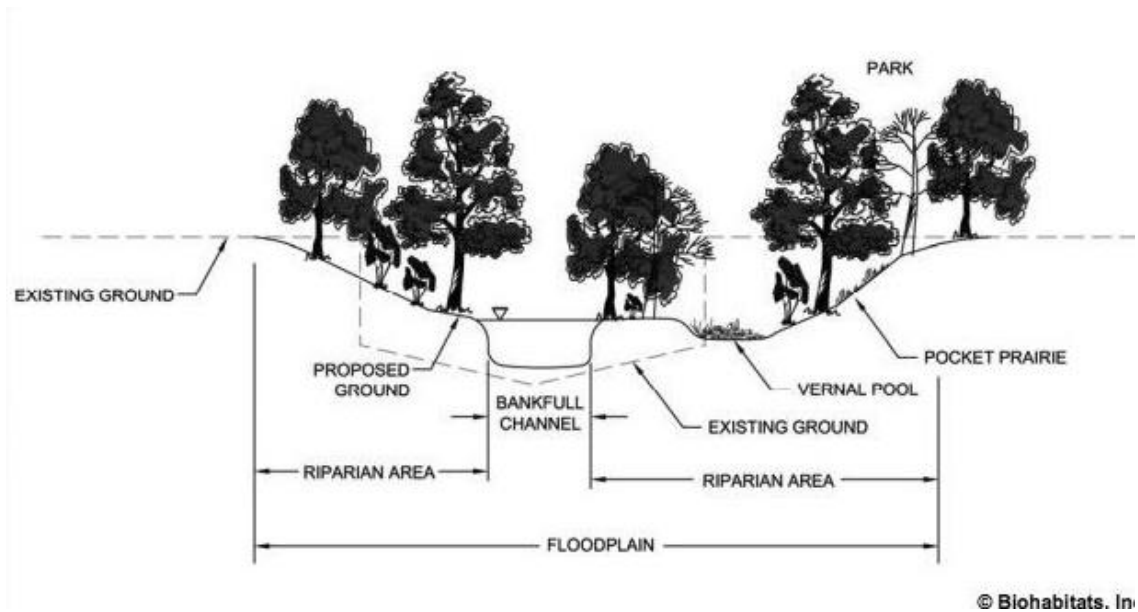 PARK
EXISTING GROUND
PROPOSED
GROUND
POCKET PRAIRIE
VERNAL POOL
BANKFULL
CHANNEL
EXISTING GROUND
RIPARIAN AREA
RIPARIAN AREA
FLOODPLAIN
© Biohabitats, Inc